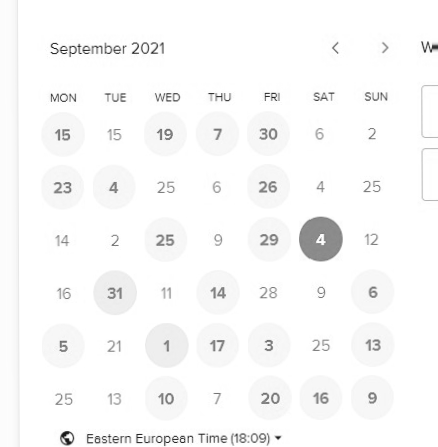 September 2021
W
MON TUE WED THU FRI SAT SUN
15 15 19 7 30 6 2
23 4 25 6 26 4 25
14 2 25 9 29 4 12
16 31 11 14 28 9 6
5 21 1 17 3 25 13
25 13 10 7 20 16 9
Eastern European Time (18:09)